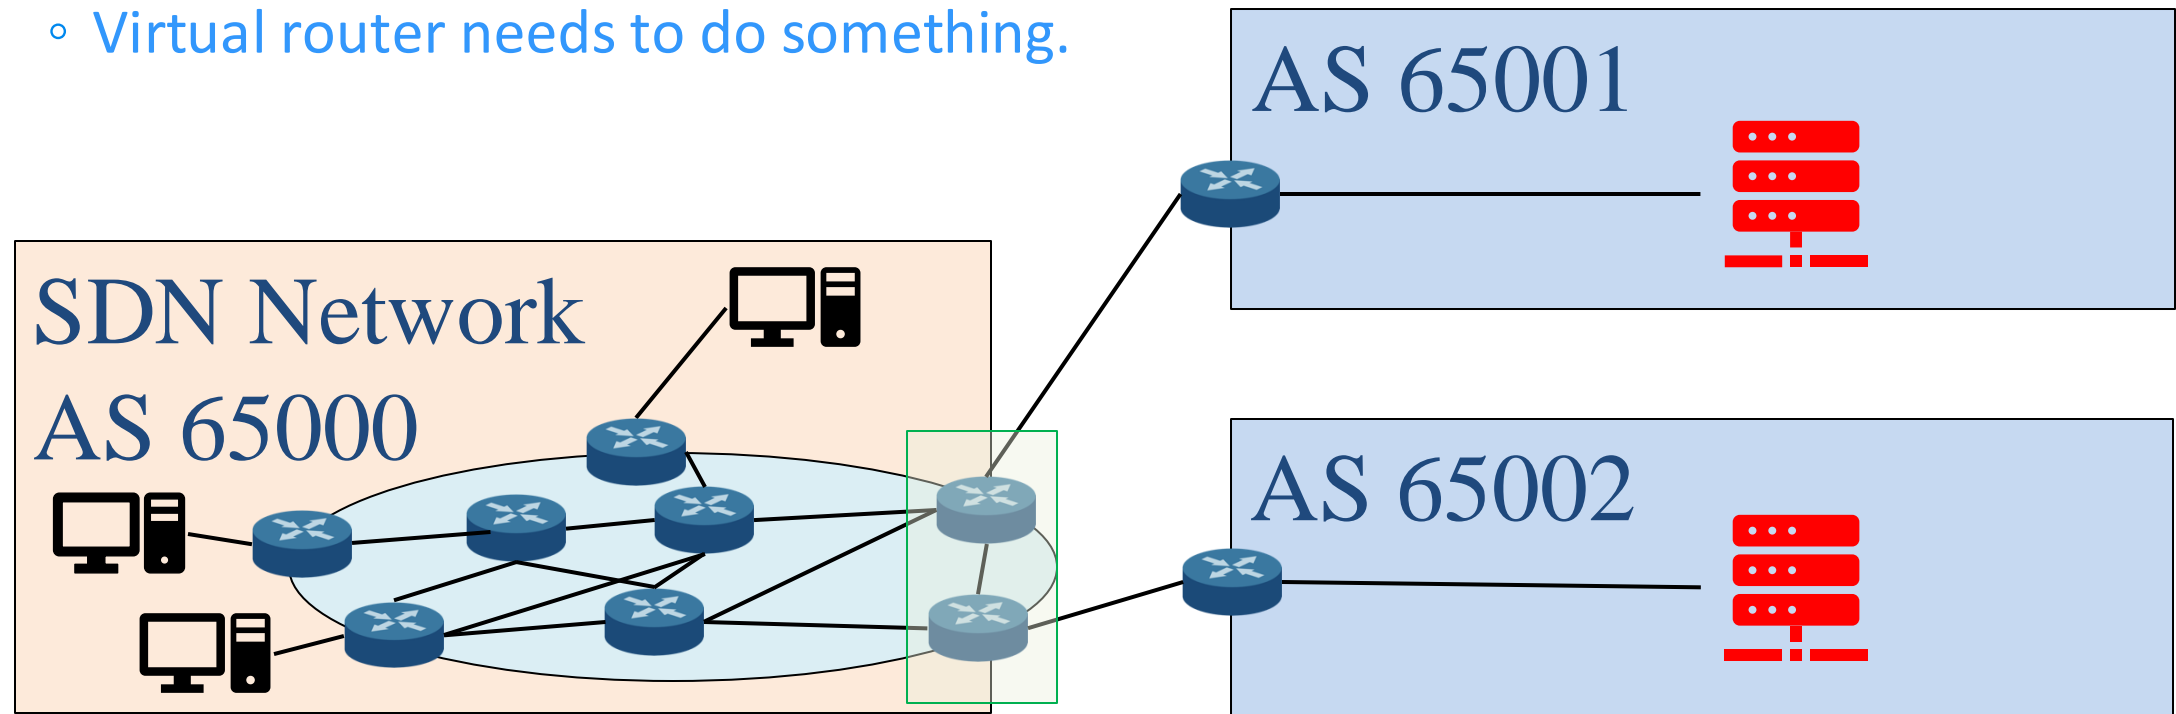 ◦ Virtual router needs to do something.
AS 65001
SDN Network
AS 65000
AS 65002